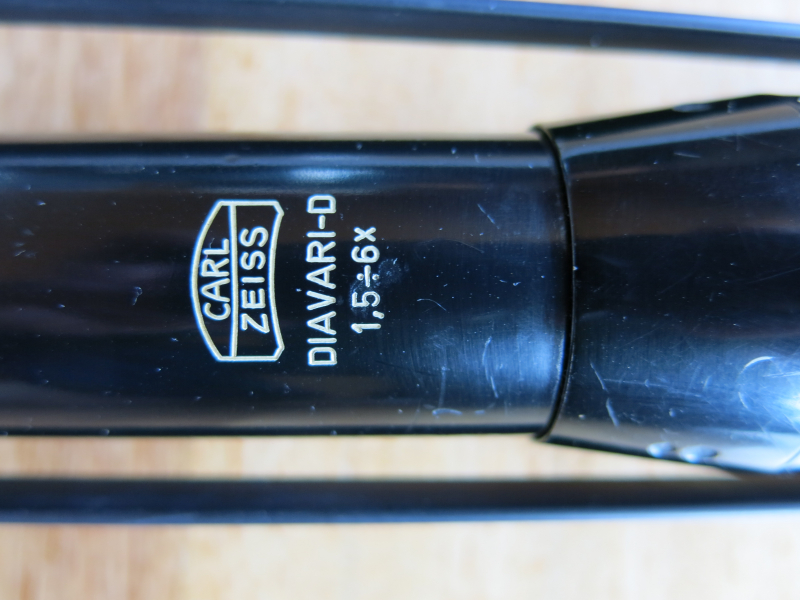 CARL
ZEISS
DIAVARI-D
1,5÷6x